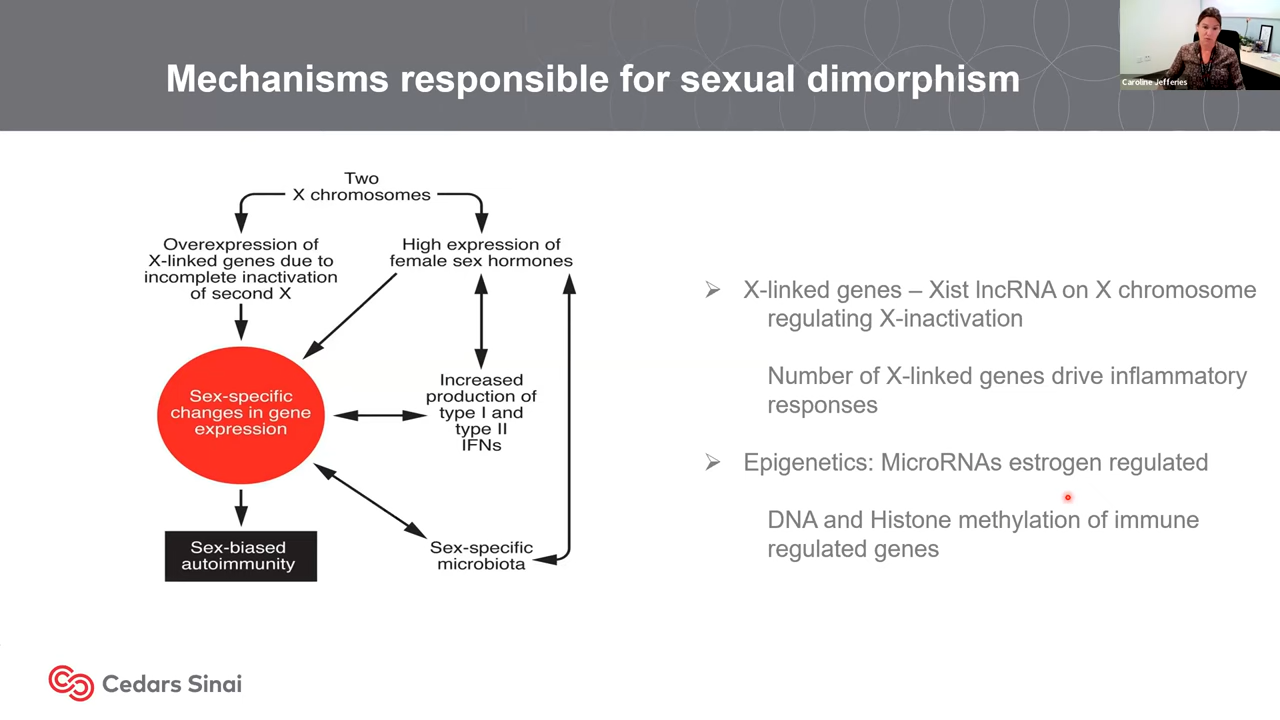 Mechanisms responsible for sexual dimorphism
Caroline Jefferies
Two
X chromosomes
Overexpression of
X-linked genes due to
incomplete inactivation
of second X
High expression of
female sex hormones
Sex-specific
changes in gene
expression
Increased
production of
type I and
type II
IFNs
Sex-biased
autoimmunity
Sex-specific
microbiota
➢ X-linked genes – Xist lncRNA on X chromosome
regulating X-inactivation
Number of X-linked genes drive inflammatory
responses
➢ Epigenetics: MicroRNAs estrogen regulated
DNA and Histone methylation of immune
regulated genes
Cedars Sinai